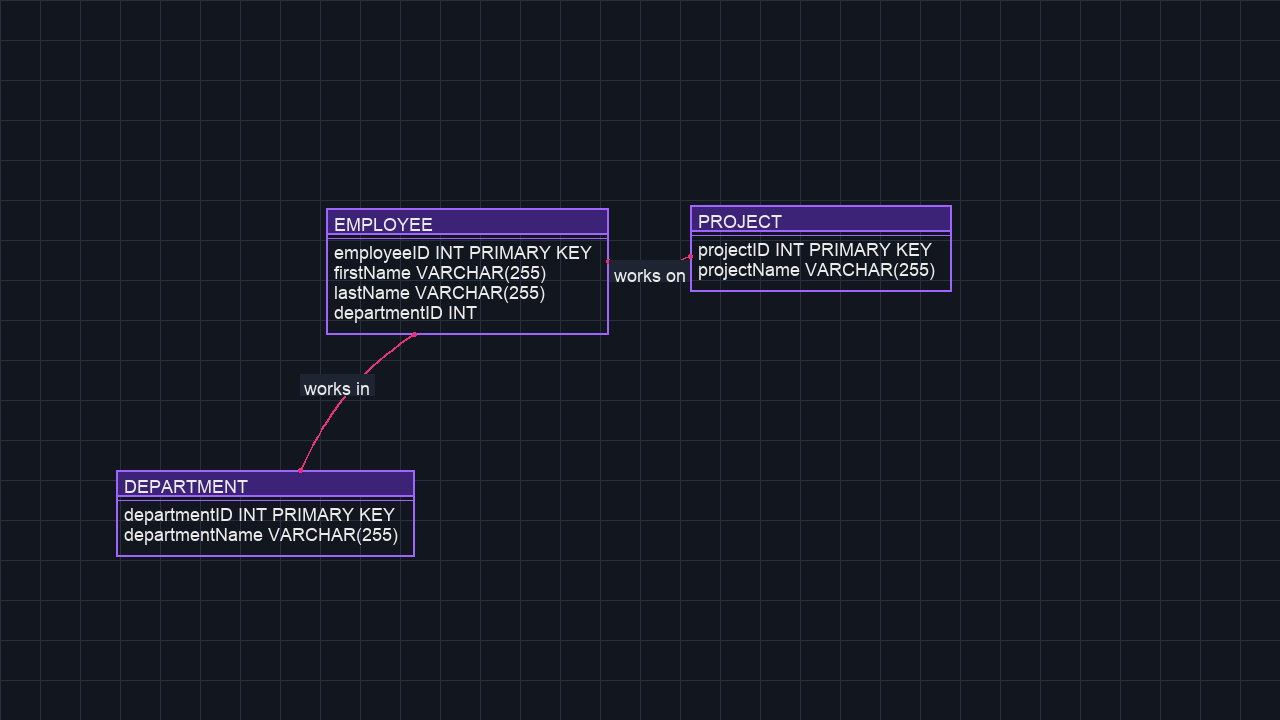 EMPLOYEE
employeeID INT PRIMARY KEY
firstName VARCHAR(255)
lastName VARCHAR(255)
departmentID INT
works on
PROJECT
projectID INT PRIMARY KEY
projectName VARCHAR(255)
works in
DEPARTMENT
departmentID INT PRIMARY KEY
departmentName VARCHAR(255)